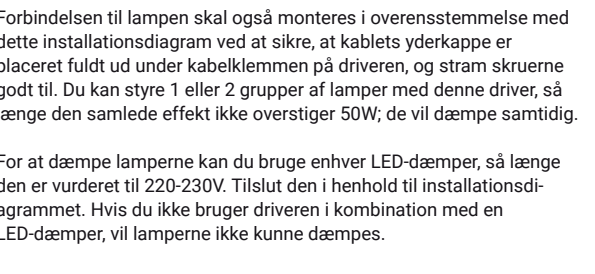 Forbindelsen til lampen skal også monteres i overensstemmelse med
dette installationsdiagram ved at sikre, at kablets yderkappe er
placeret fuldt ud under kabelklemmen på driveren, og stram skruerne
godt til. Du kan styre 1 eller 2 grupper af lamper med denne driver, så
længe den samlede effekt ikke overstiger 50W; de vil dæmpe samtidig.
For at dæmpe lamperne kan du bruge enhver LED-dæmper, så længe
den er vurderet til 220-230V. Tilslut den i henhold til installationsdi-
agrammet. Hvis du ikke bruger driveren i kombination med en
LED-dæmper, vil lamperne ikke kunne dæmpes.